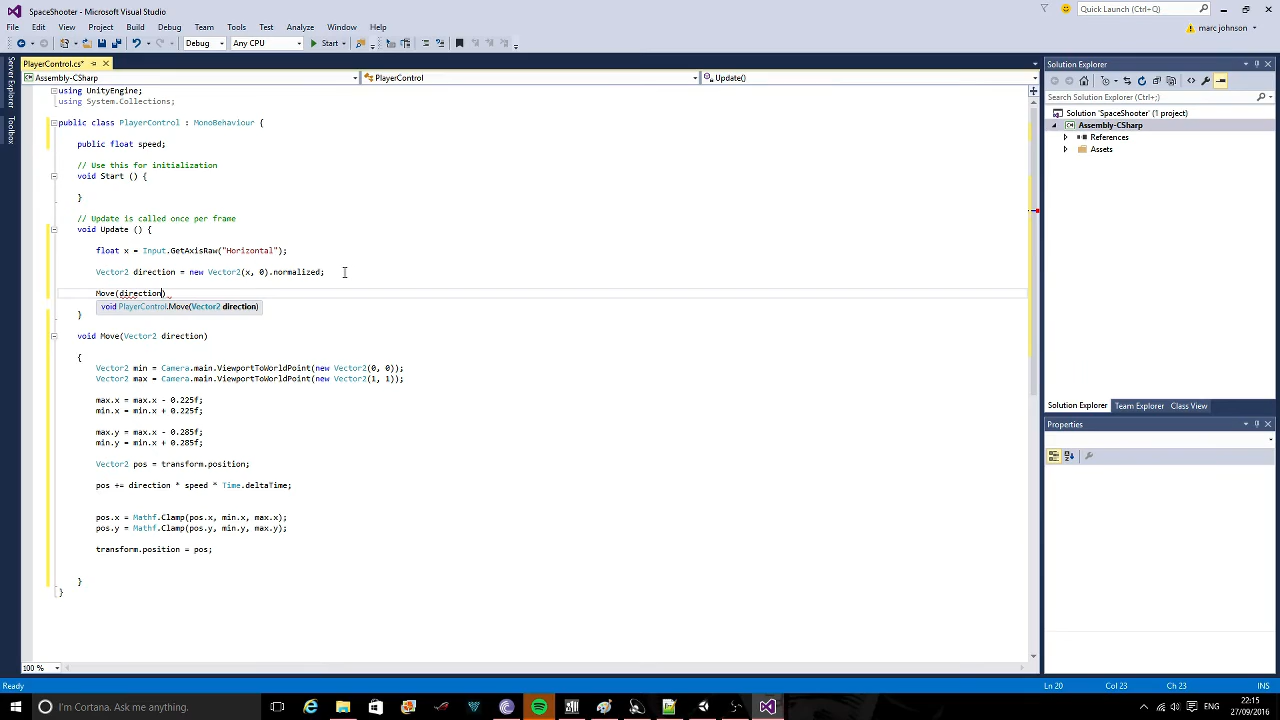 SpaceShooter - Microsoft Visual Studio
Quick Launch (Ctrl+Q)
File Edit View Project Build Debug Team Tools Test Analyze Window Help
marc johnson
Debug Any CPU Start
PlayerControl.cs*
Assembly-CSharp PlayerControl Update()
Server Explorer
Toolbox
using UnityEngine;
using System.Collections;
public class PlayerControl : MonoBehaviour {
public float speed;
// Use this for initialization
void Start () {
}
// Update is called once per frame
void Update () {
float x = Input.GetAxisRaw("Horizontal");
Vector2 direction = new Vector2(x, 0).normalized;
Move(direction)
void PlayerControl.Move(Vector2 direction)
}
void Move(Vector2 direction)
{
Vector2 min = Camera.main.ViewportToWorldPoint(new Vector2(0, 0));
Vector2 max = Camera.main.ViewportToWorldPoint(new Vector2(1, 1));
max.x = max.x - 0.225f;
min.x = min.x + 0.225f;
max.y = max.x - 0.285f;
min.y = min.x + 0.285f;
Vector2 pos = transform.position;
pos += direction * speed * Time.deltaTime;
pos.x = Mathf.Clamp(pos.x, min.x, max.x);
pos.y = Mathf.Clamp(pos.y, min.y, max.y);
transform.position = pos;
}
}
100 %
Solution Explorer
Search Solution Explorer (Ctrl+;)
Solution 'SpaceShooter' (1 project)
Assembly-CSharp
References
Assets
Solution Explorer Team Explorer Class View
Properties
Ready
Ln 20 Col 23 Ch 23 INS
I'm Cortana. Ask me anything.
ENG
22:15
27/09/2016